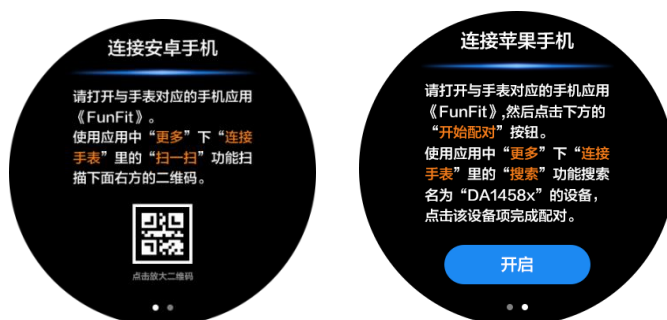 连接安卓手机
请打开与手表对应的手机应用
《FunFit》。
使用应用中“更多”下“连接
手表”里的“扫一扫”功能扫
描下面右方的二维码。
点击放大二维码
连接苹果手机
请打开与手表对应的手机应用
《FunFit》,然后点击下方的
“开始配对”按钮。
使用应用中“更多”下“连接
手表”里的“搜索”功能搜索
名为“DA1458x”的设备，
点击该设备项完成配对。
开启